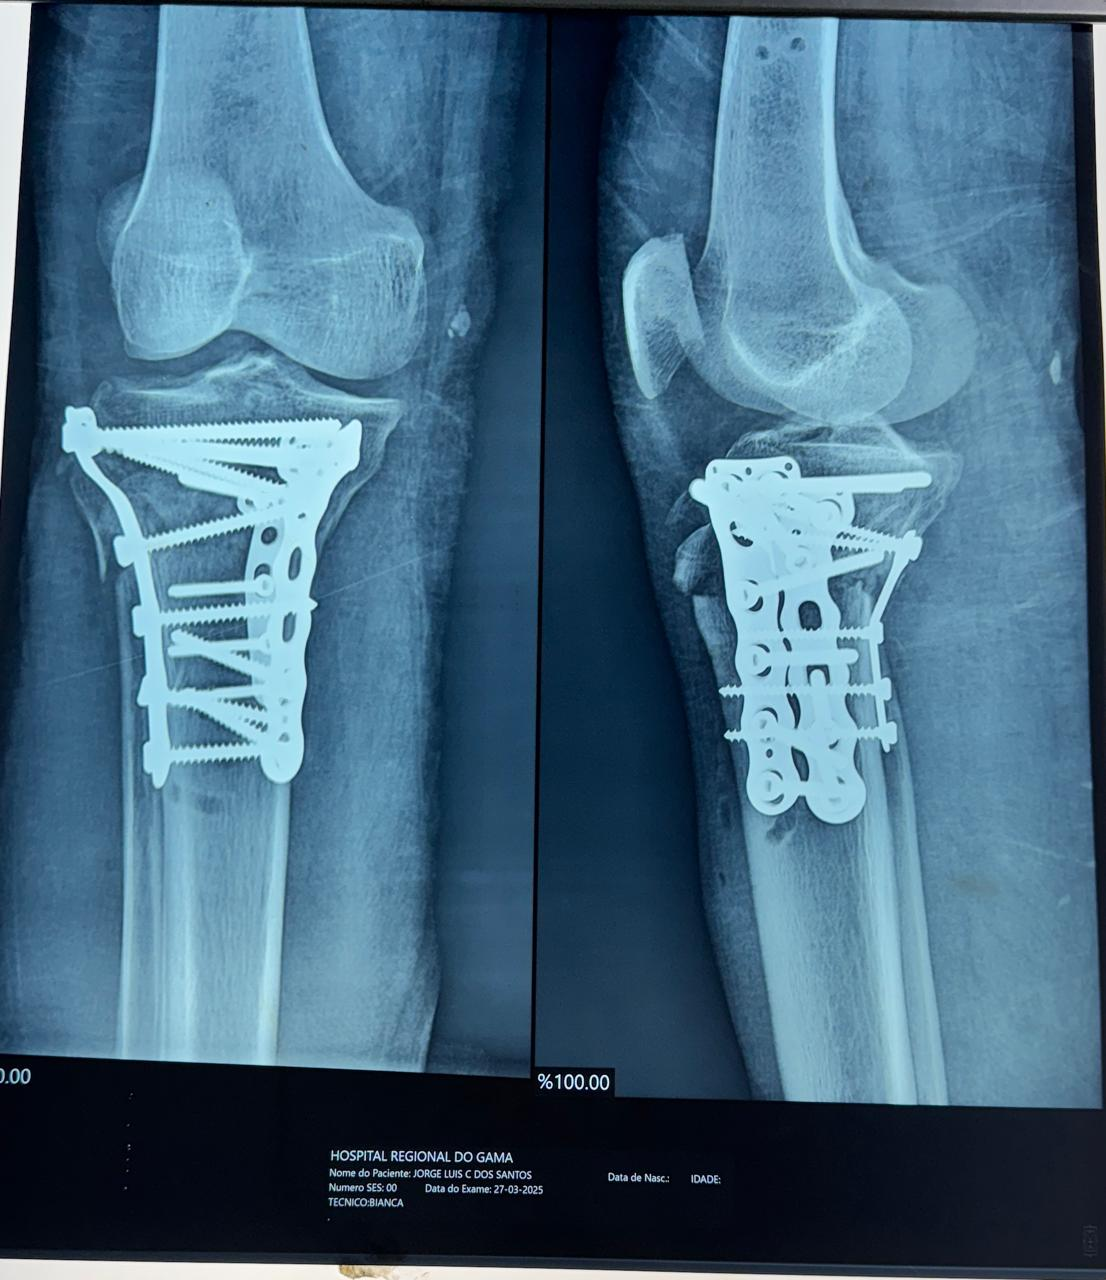 0.00
%100.00
HOSPITAL REGIONAL DO GAMA
Nome do Paciente: JORGE LUIS C DOS SANTOS
Data de Nasc.: IDADE:
Numero SES: 00 Data do Exame: 27-03-2025
TECNICO:BIANCA